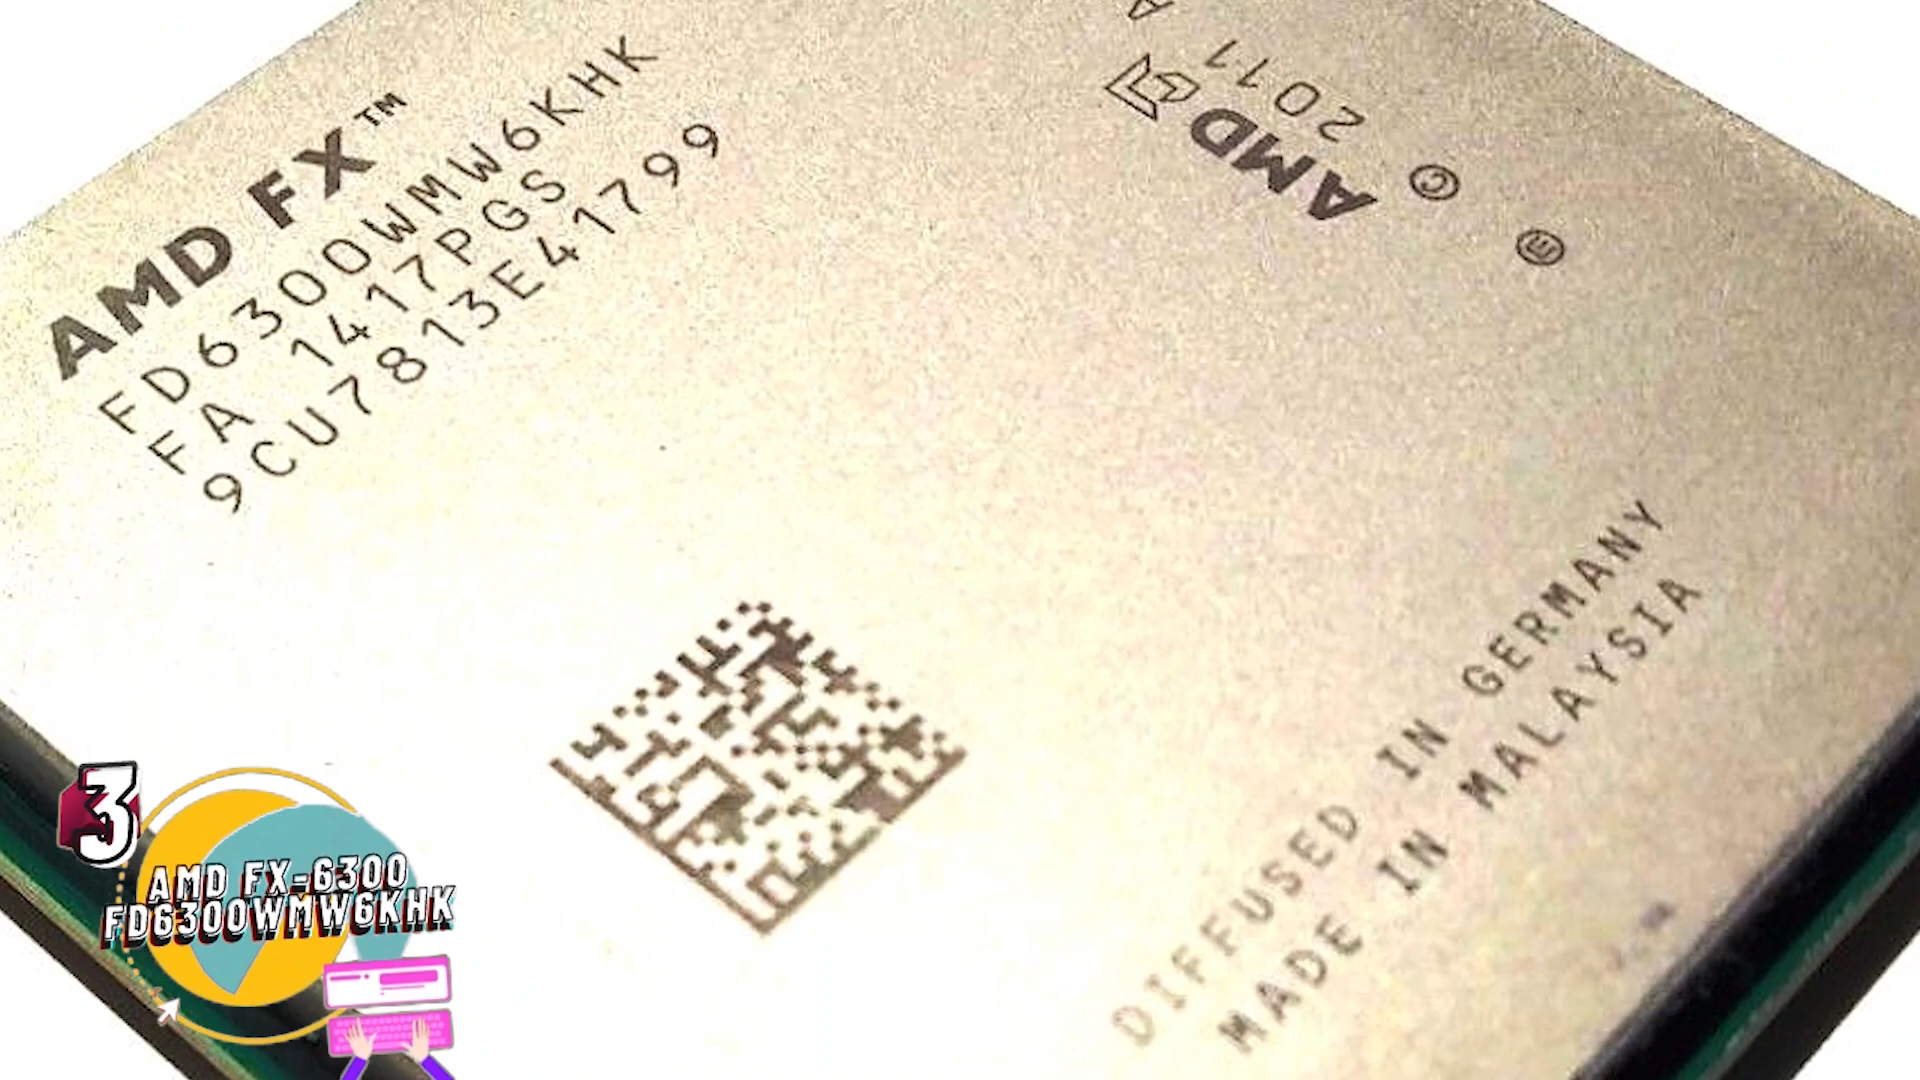 AMD FX™
FD6300WMW6KHK
FA 1417PGS
9CU7813E41799
AMD
© 2011 A
DIFFUSED IN GERMANY
MADE IN MALAYSIA
3
AMD FX-6300
FD6300WMW6KHK